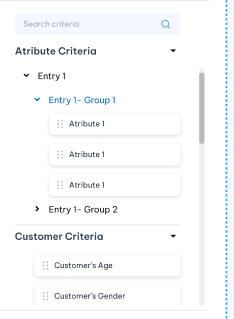 Search criteria
Atribute Criteria
Entry 1
Entry 1- Group 1
Atribute 1
Atribute 1
Atribute 1
Entry 1- Group 2
Customer Criteria
Customer's Age
Customer's Gender